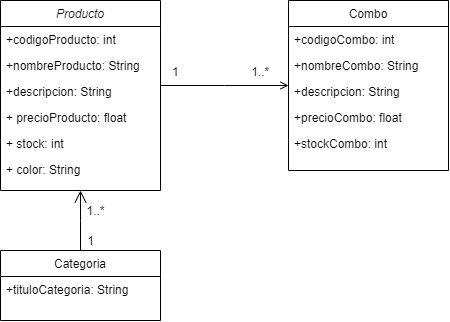 Producto
+codigoProducto: int
+nombreProducto: String
+descripcion: String
+ precioProducto: float
+ stock: int
+ color: String
1
1..*
Combo
+codigoCombo: int
+nombreCombo: String
+descripcion: String
+precioCombo: float
+stockCombo: int
1..*
1
Categoria
+tituloCategoria: String